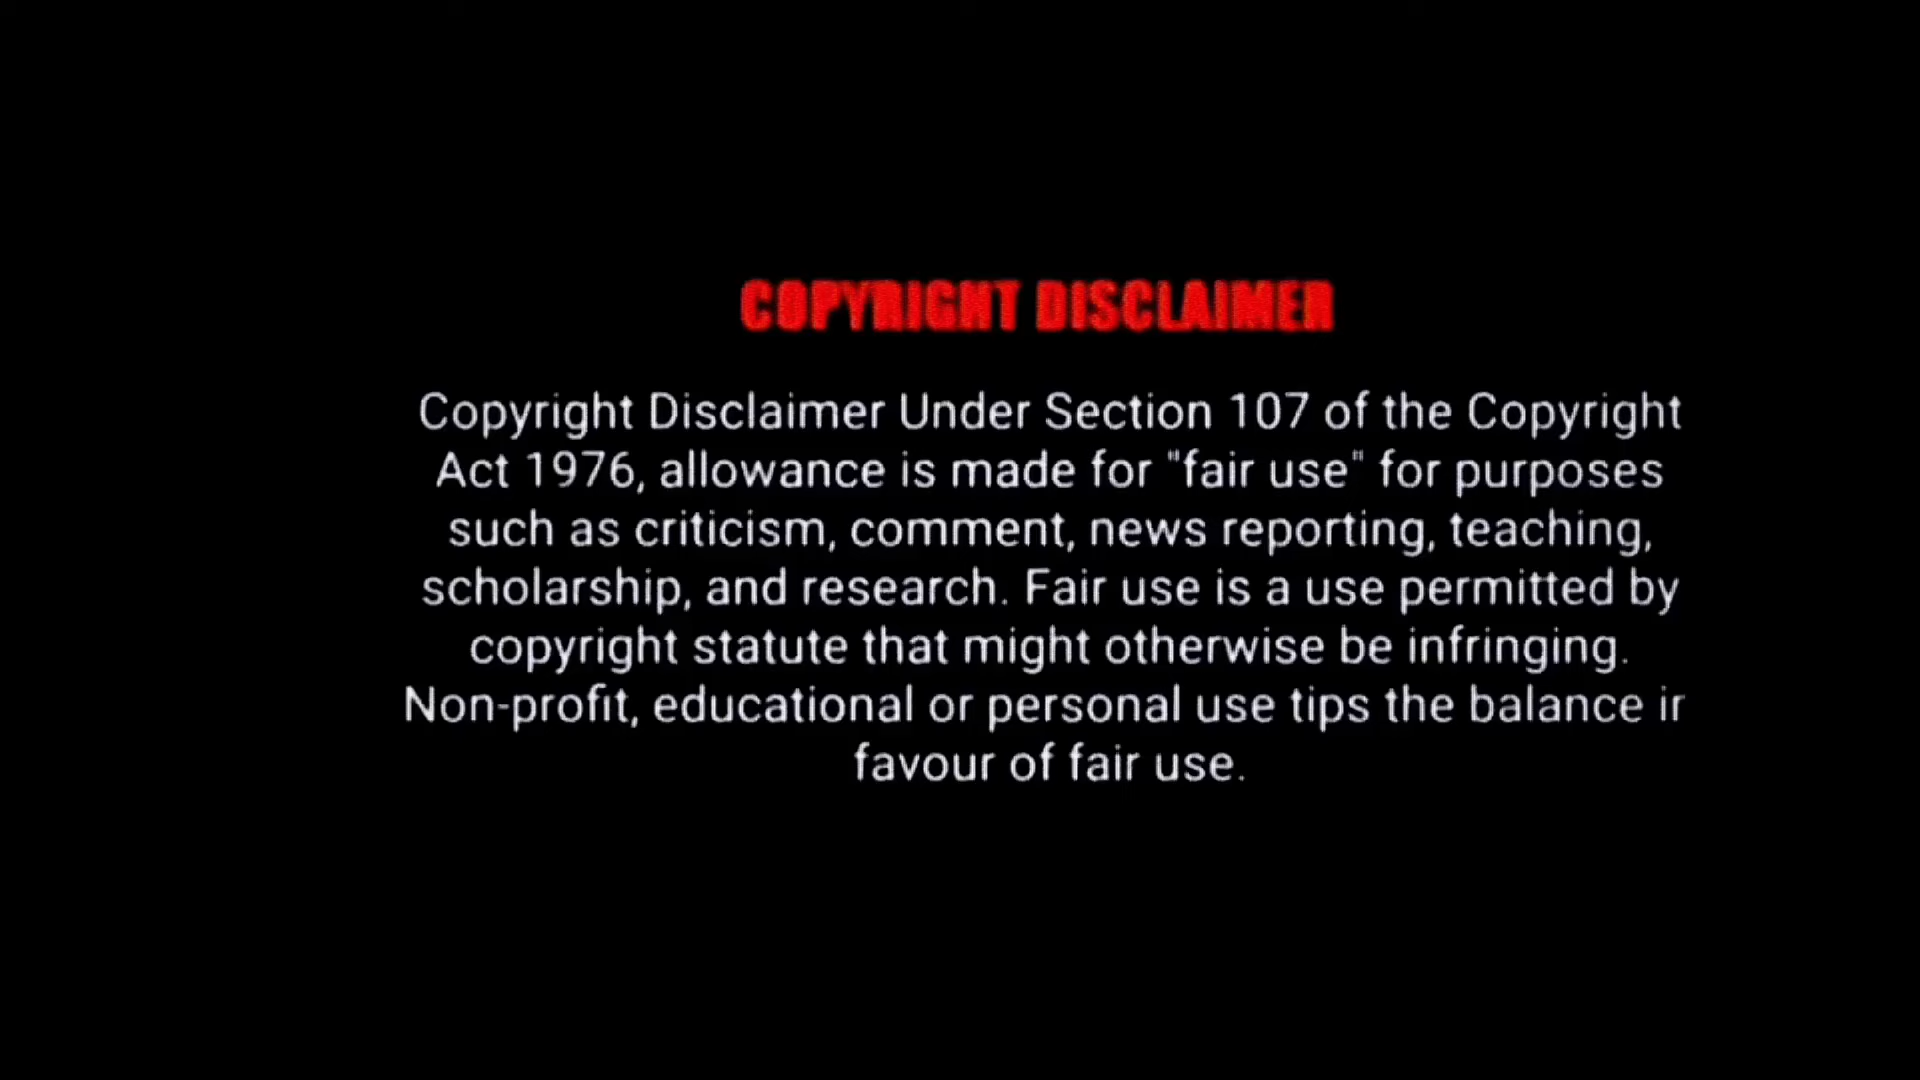 COPYRIGHT DISCLAIMER
Copyright Disclaimer Under Section 107 of the Copyright
Act 1976, allowance is made for "fair use" for purposes
such as criticism, comment, news reporting, teaching,
scholarship, and research. Fair use is a use permitted by
copyright statute that might otherwise be infringing.
Non-profit, educational or personal use tips the balance ir
favour of fair use.